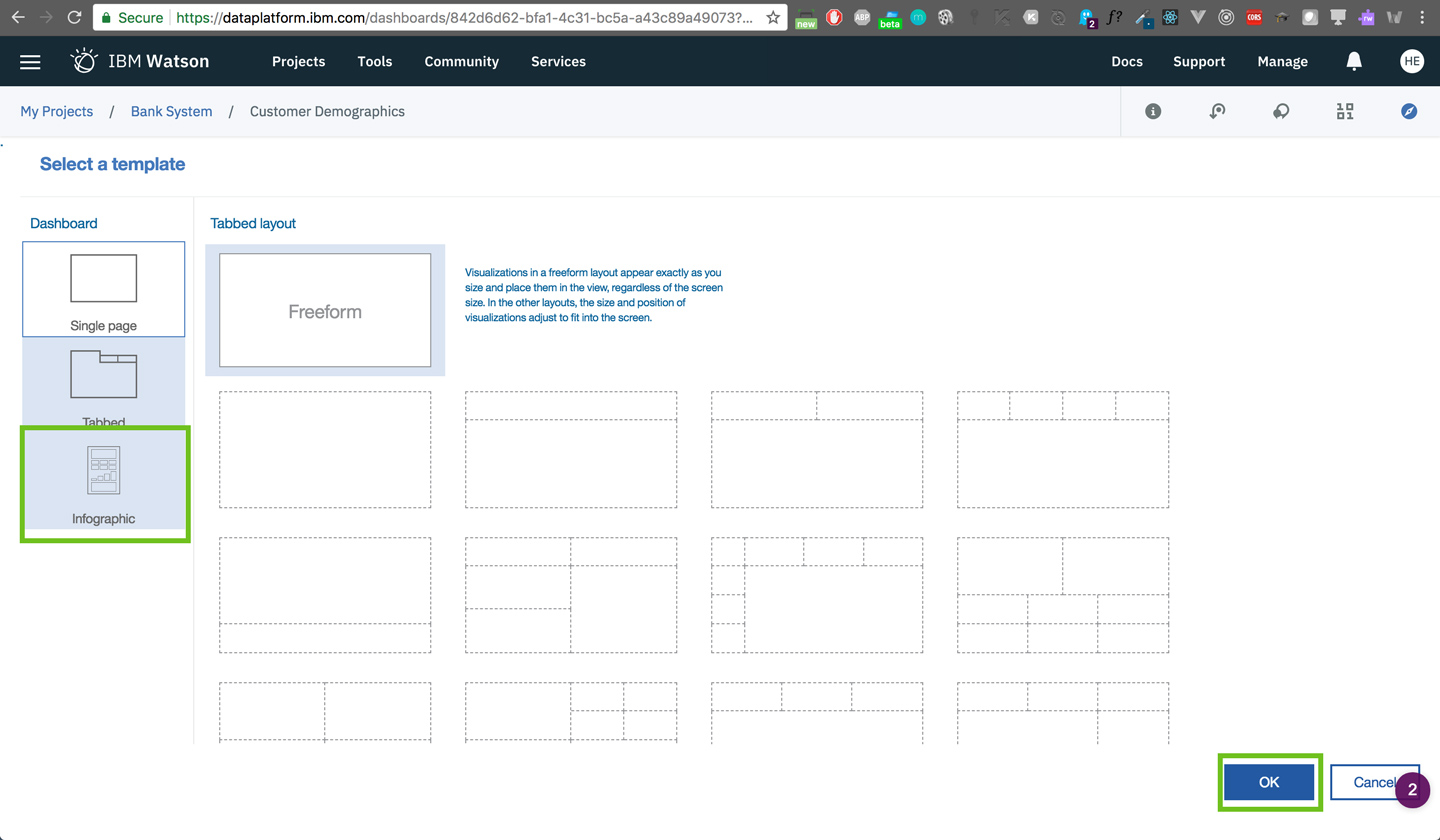 Secure https://dataplatform.ibm.com/dashboards/842d6d62-bfa1-4c31-bc5a-a43c89a49073?...
new
ABP
beta
m
K
2
f?
CORS
rw
IBM Watson
Projects
Tools
Community
Services
Docs
Support
Manage
HE
My Projects / Bank System / Customer Demographics
Select a template
Dashboard
Tabbed layout
Single page
Tabbed
Infographic
Freeform
Visualizations in a freeform layout appear exactly as you
size and place them in the view, regardless of the screen
size. In the other layouts, the size and position of
visualizations adjust to fit into the screen.
OK
Cancel
2